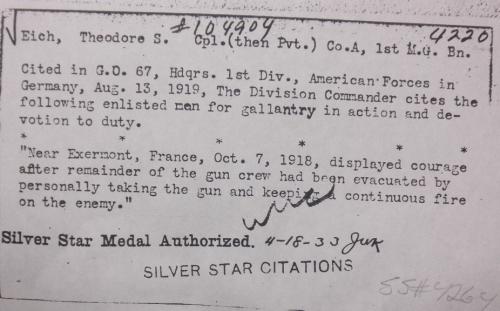 #104904
4220
Eich, Theodore S. Cpl.(then Pvt.) Co.A, 1st M.G. Bn.
Cited in G.O. 67, Hdqrs. 1st Div., American Forces in
Germany, Aug. 13, 1919, The Division Commander cites the
following enlisted men for gallantry in action and de-
votion to duty.
* * * * *
"Near Exermont, France, Oct. 7, 1918, displayed courage
after remainder of the gun crew had been evacuated by
personally taking the gun and keeping a continuous fire
on the enemy."
Silver Star Medal Authorized. 4-18-33
SILVER STAR CITATIONS
SS#4264